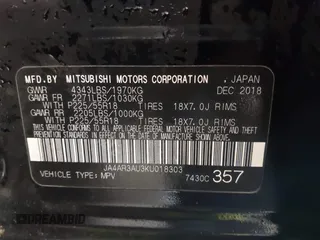 MFD.BY MITSUBISHI MOTORS CORPORATION, JAPAN
GVWR 4343LBS/1970KG DEC 2018
GAWR FR 2271LBS/1030KG
W P225/55R18 TIRES 18X7.0J RIMS
GAWR RR 2205LBS/1000KG
W P225/55R18 TIRES 18X7.0J RIMS
JA4AR3AU3KU018303
VEHICLE TYPE: MPV 7430C 357
DREAMBID